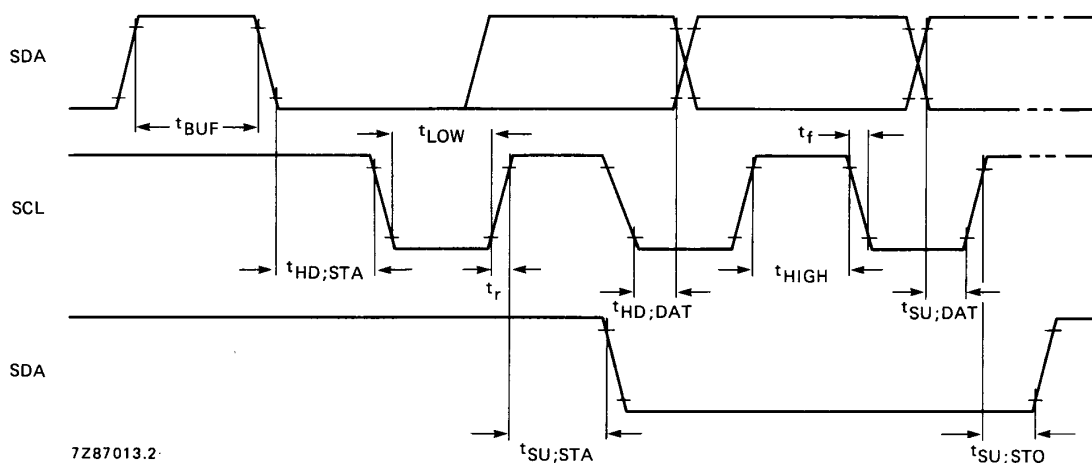 SDA
tBUF
tLOW
tf
SCL
tHD;STA
tr
tHD;DAT
tHIGH
tSU;DAT
SDA
7Z87013.2
tSU;STA
tSU;STO